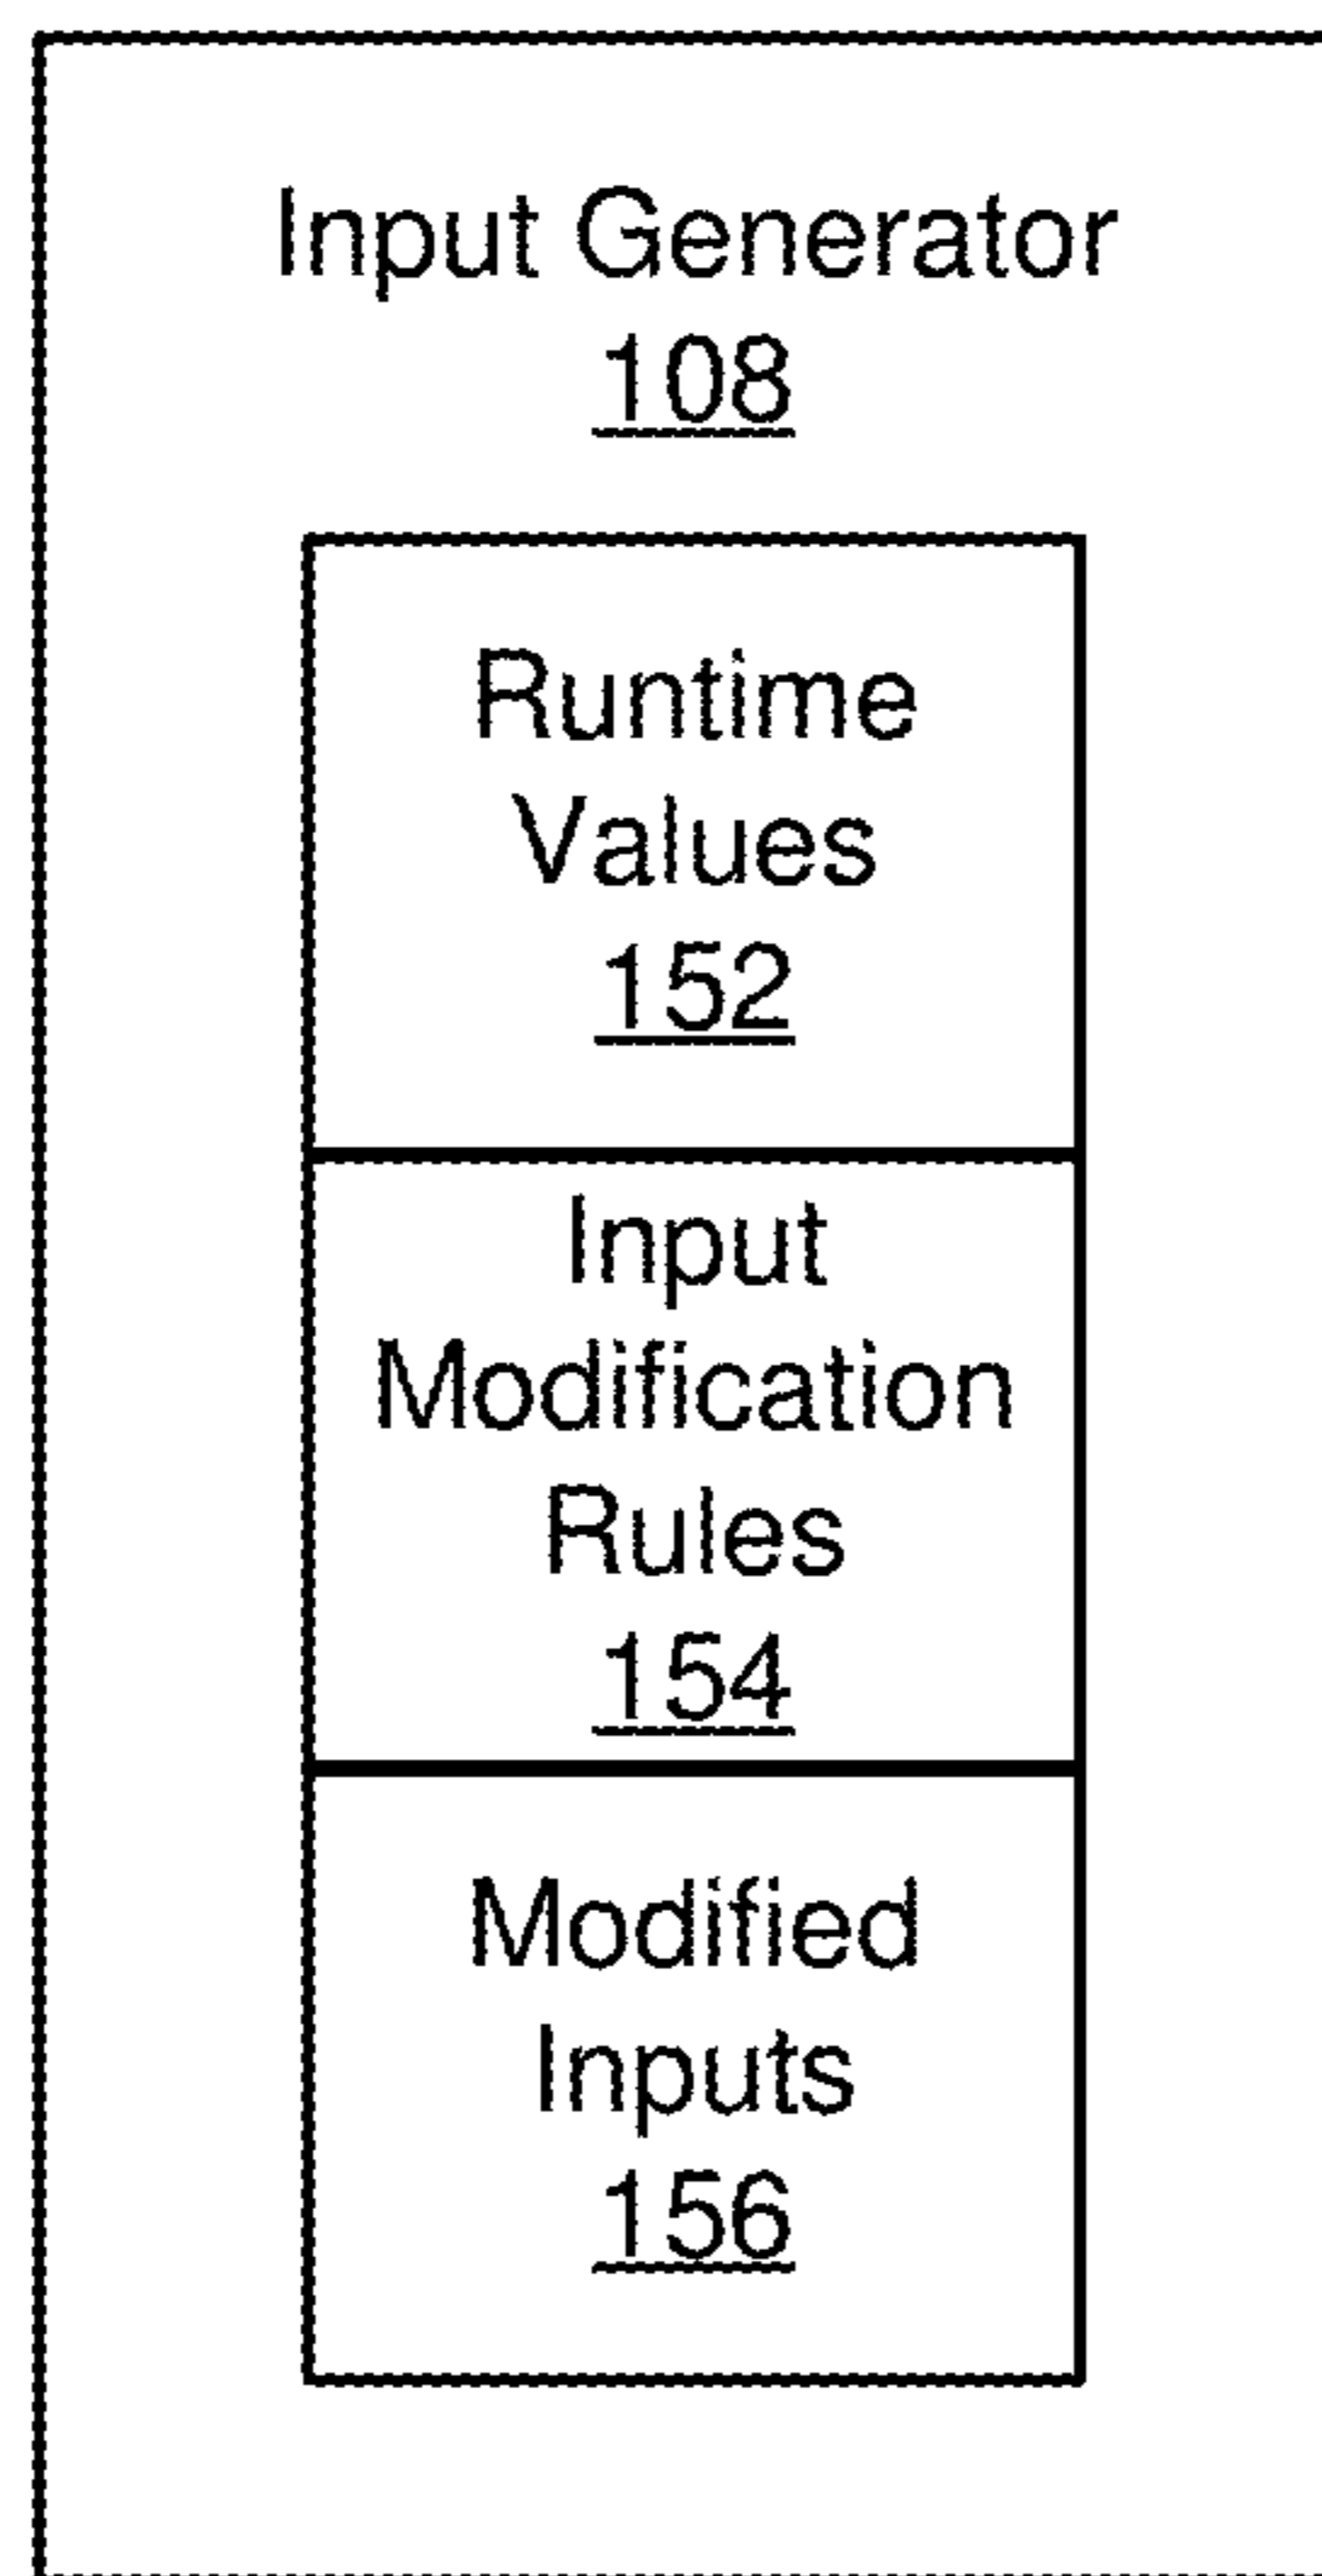 Input Generator
108
Runtime
Values
152
Input
Modification
Rules
154
Modified
Inputs
156